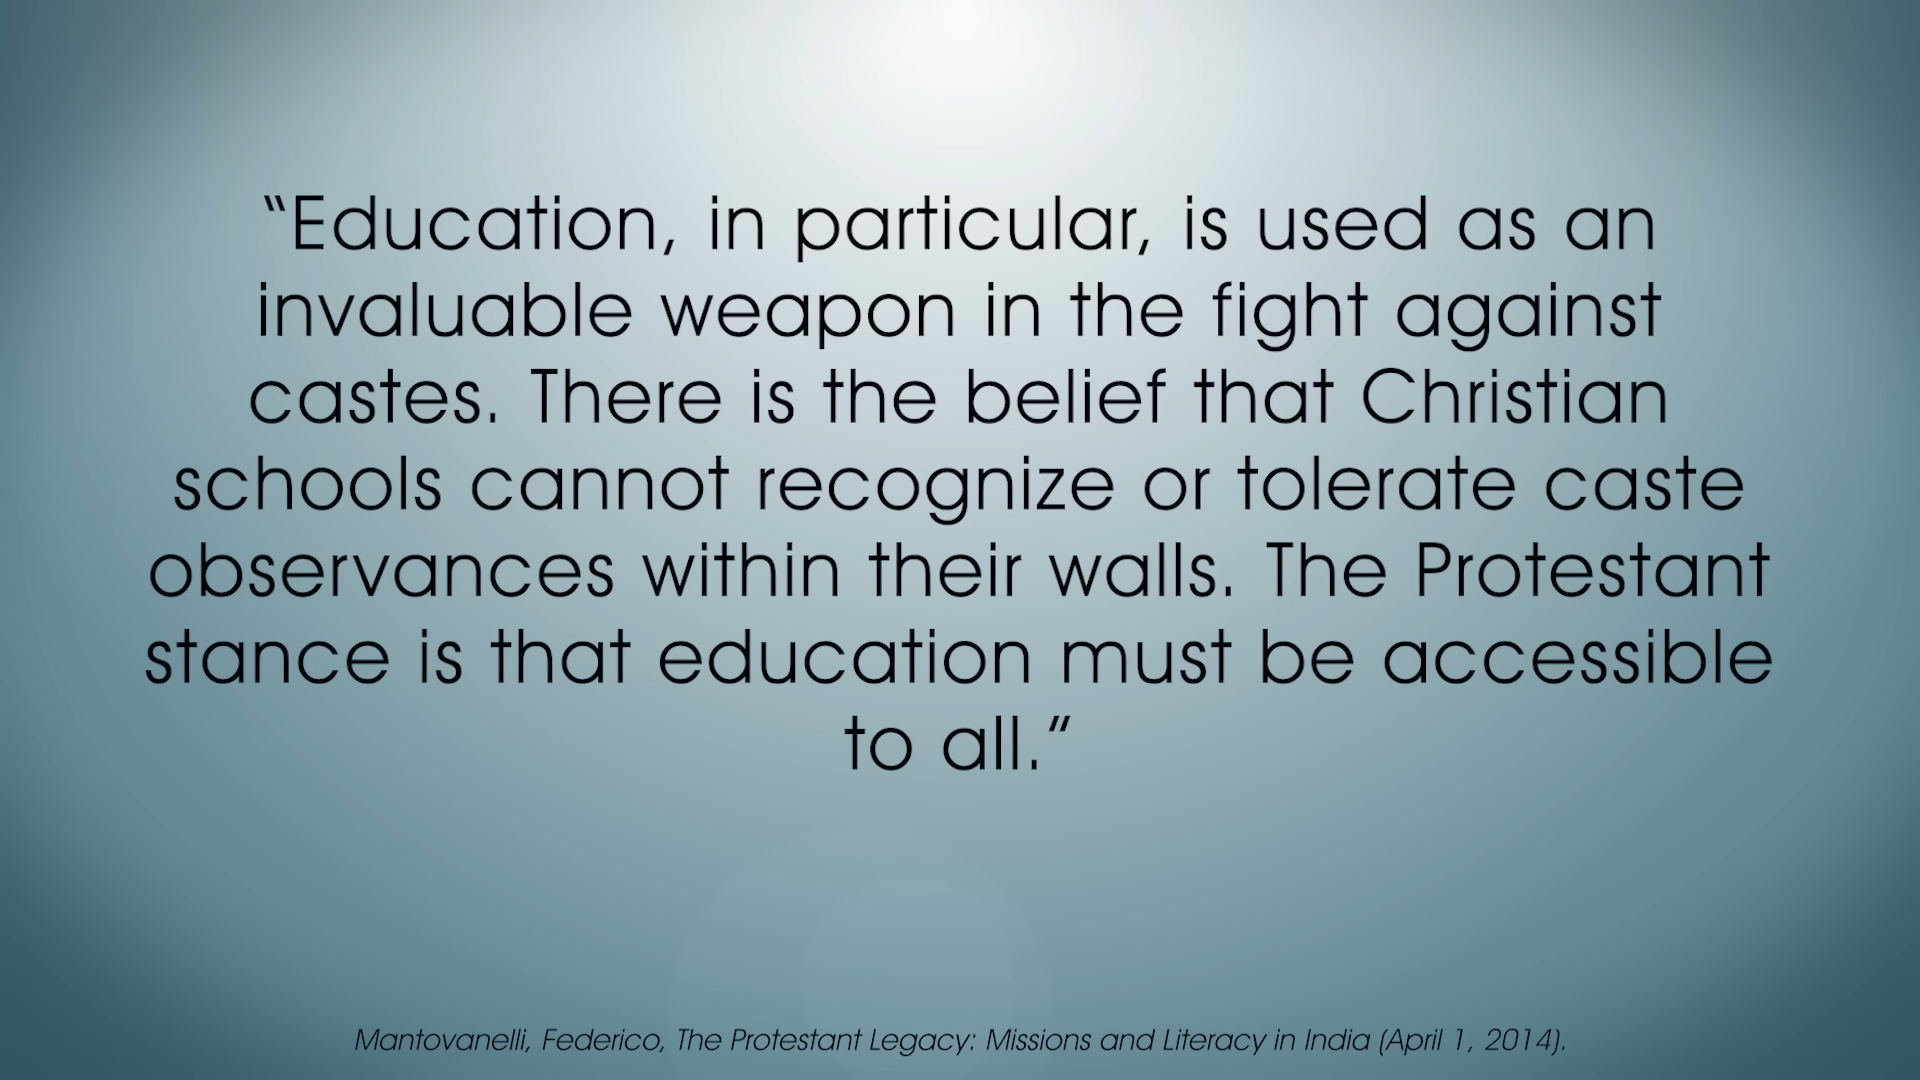 “Education, in particular, is used as an
invaluable weapon in the fight against
castes. There is the belief that Christian
schools cannot recognize or tolerate caste
observances within their walls. The Protestant
stance is that education must be accessible
to all.”
Mantovanelli, Federico, The Protestant Legacy: Missions and Literacy in India (April 1, 2014).